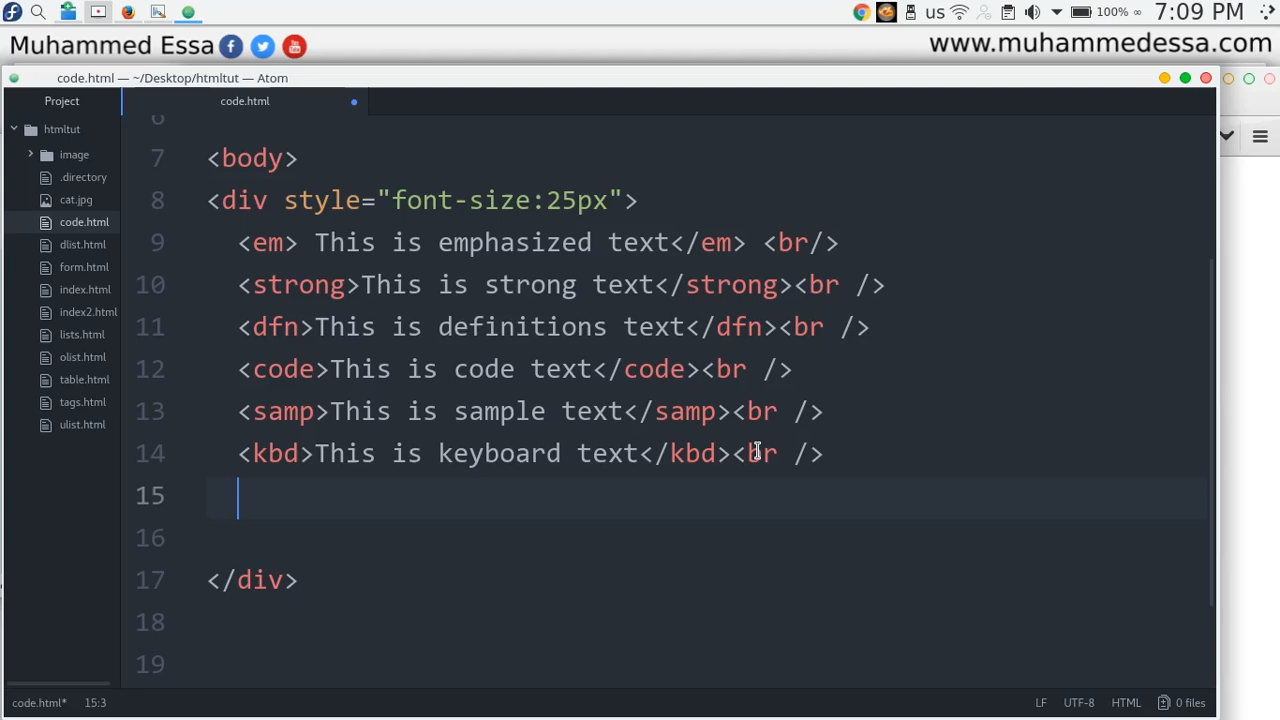 us
100%
7:09 PM
Muhammed Essa
www.muhammedessa.com
code.html — ~/Desktop/htmltut — Atom
Project
code.html
htmltut
image
.directory
cat.jpg
code.html
dlist.html
form.html
index.html
index2.html
lists.html
olist.html
table.html
tags.html
ulist.html
6
7 <body>
8 <div style="font-size:25px">
9 <em> This is emphasized text</em> <br/>
10 <strong>This is strong text</strong><br />
11 <dfn>This is definitions text</dfn><br />
12 <code>This is code text</code><br />
13 <samp>This is sample text</samp><br />
14 <kbd>This is keyboard text</kbd><br />
15
16
17 </div>
18
19
code.html* 15:3
LF UTF-8 HTML 0 files